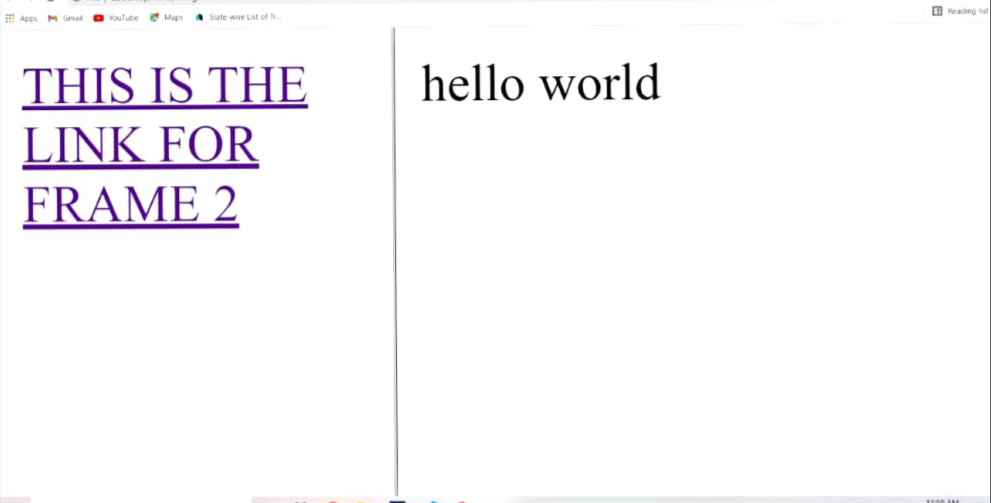 Apps Gmail YouTube Maps State-wise List of Tr... Reading list
THIS IS THE
LINK FOR
FRAME 2
hello world